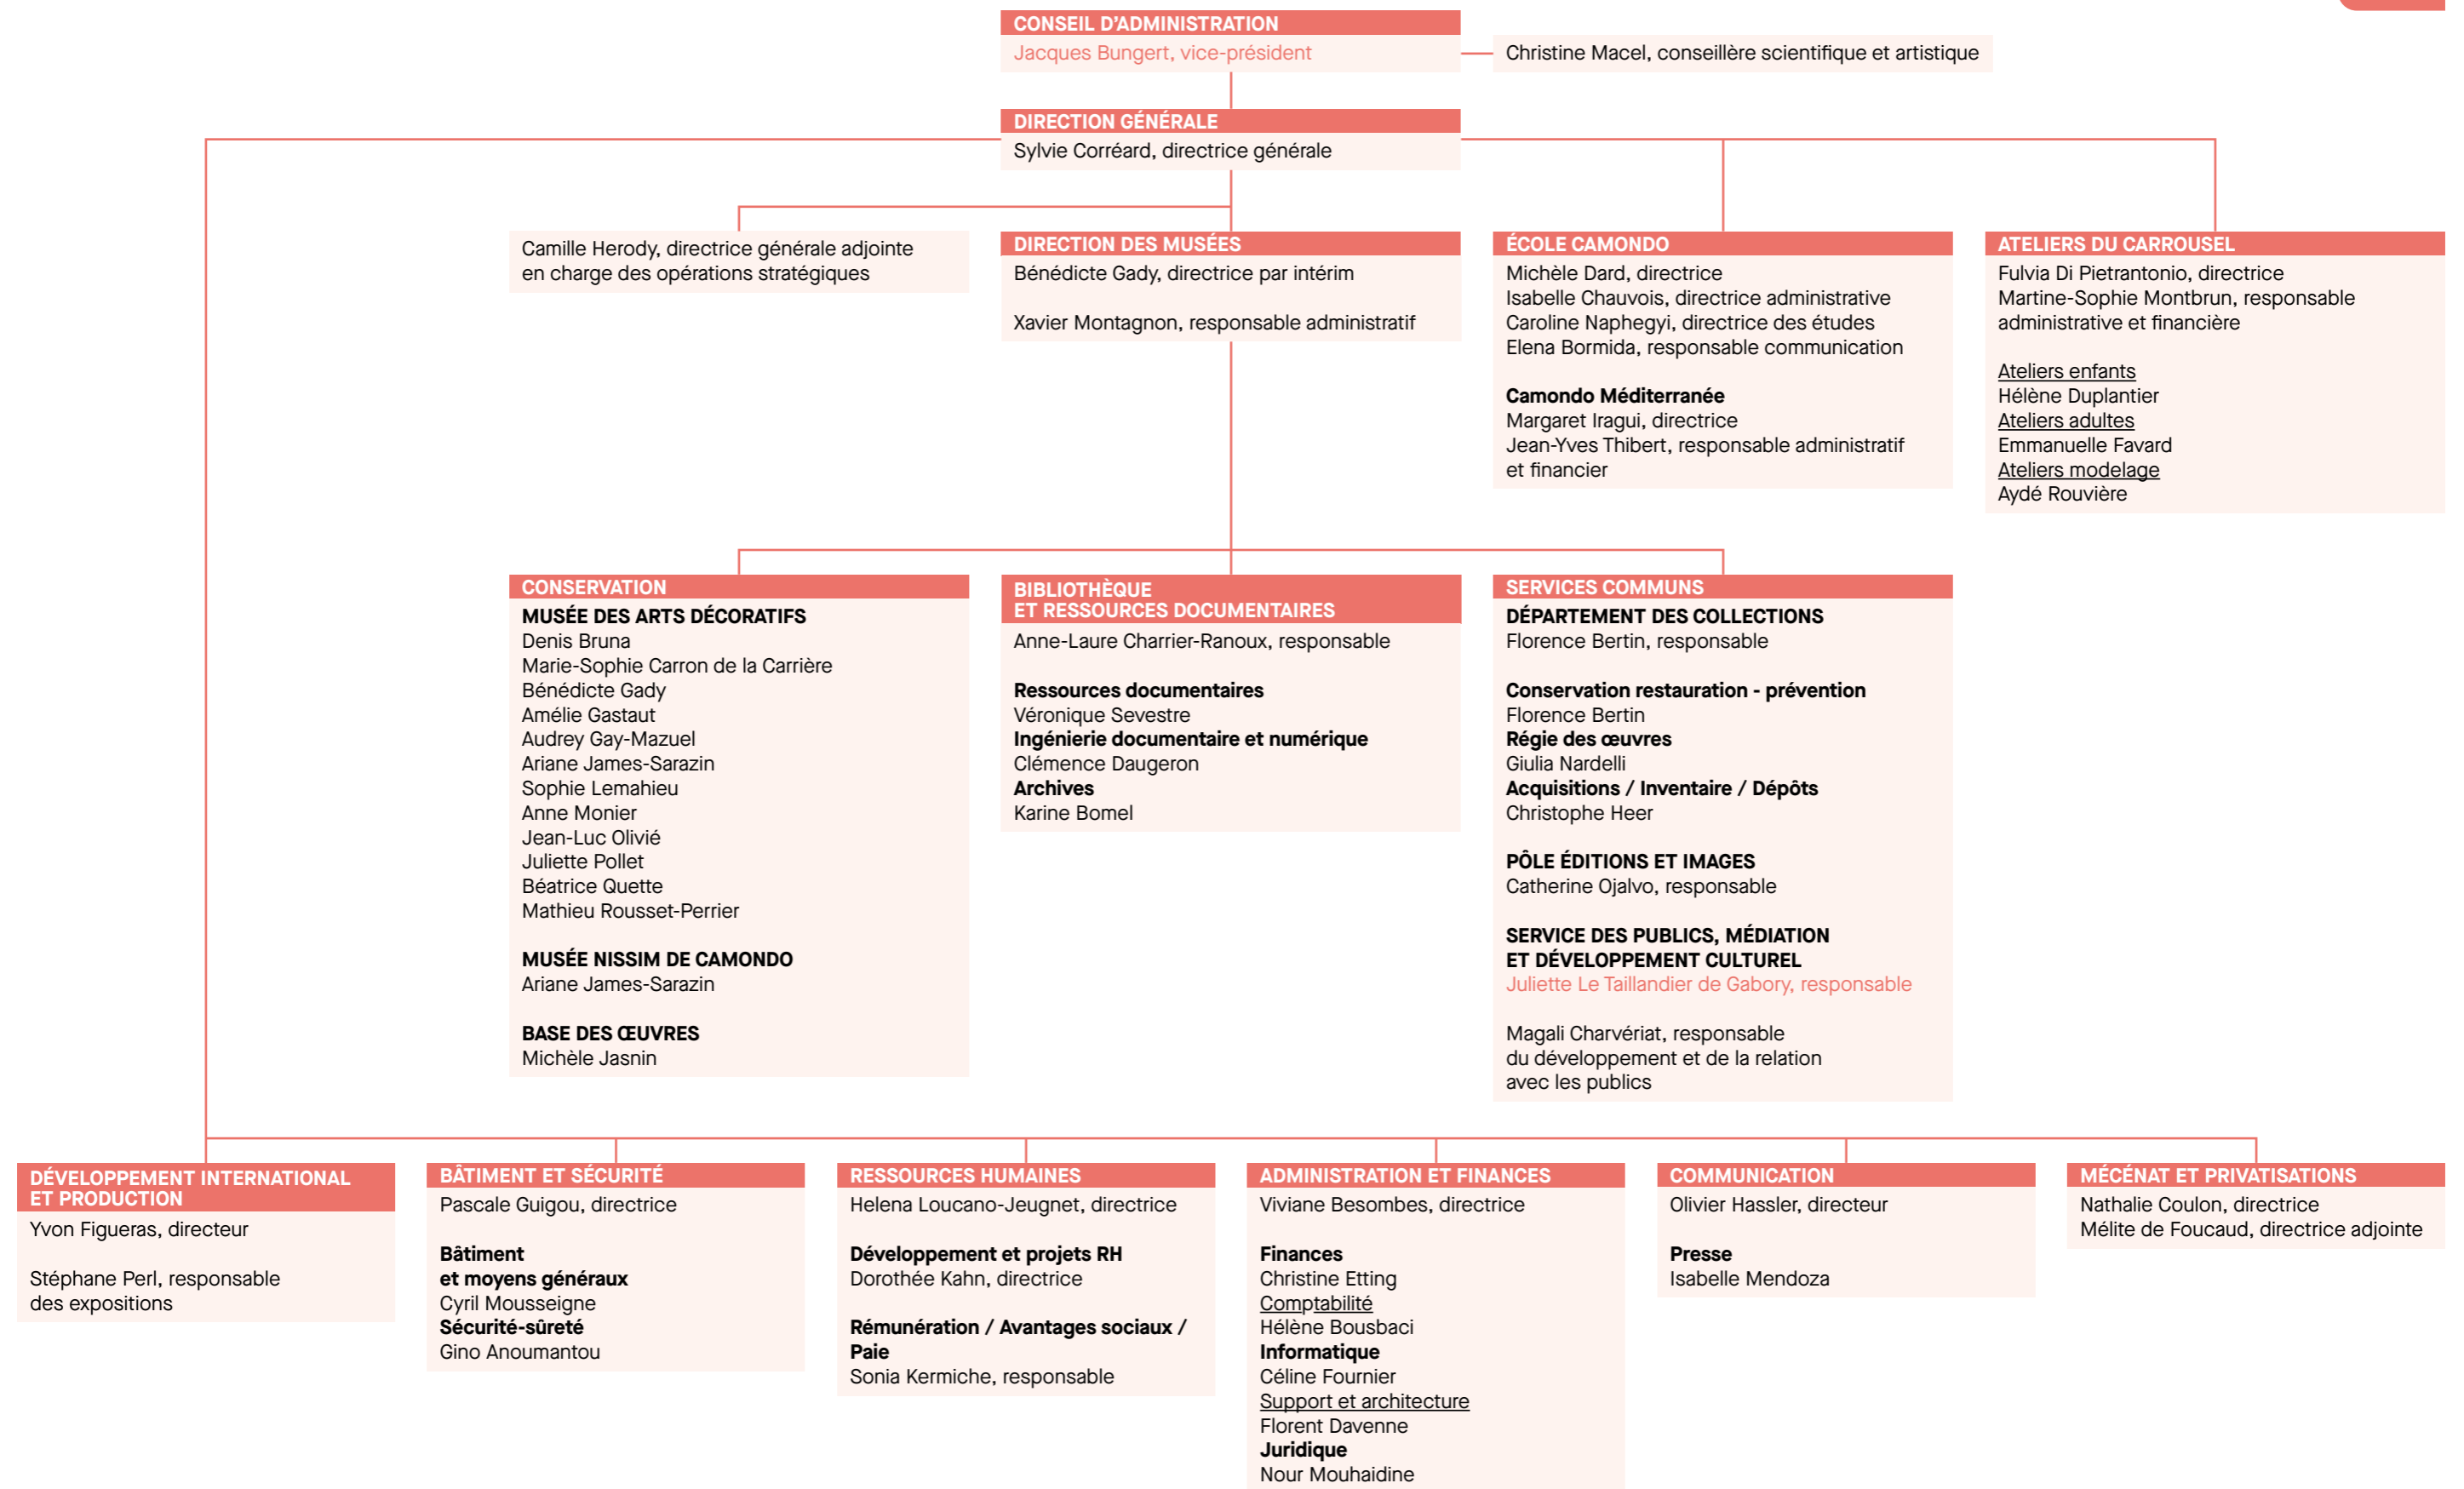 CONSEIL D'ADMINISTRATION
Jacques Bungert, vice-président
Christine Macel, conseillère scientifique et artistique
DIRECTION GÉNÉRALE
Sylvie Corréard, directrice générale
Camille Herody, directrice générale adjointe
en charge des opérations stratégiques
DIRECTION DES MUSÉES
Bénédicte Gady, directrice par intérim
Xavier Montagnon, responsable administratif
ÉCOLE CAMONDO
Michèle Dard, directrice
Isabelle Chauvois, directrice administrative
Caroline Naphegyi, directrice des études
Elena Bormida, responsable communication
Camondo Méditerranée
Margaret Iragui, directrice
Jean-Yves Thibert, responsable administratif
et financier
ATELIERS DU CARROUSEL
Fulvia Di Pietrantonio, directrice
Martine-Sophie Montbrun, responsable
administrative et financière
Ateliers enfants
Hélène Duplantier
Ateliers adultes
Emmanuelle Favard
Ateliers modelage
Aydé Rouvière
CONSERVATION
MUSÉE DES ARTS DÉCORATIFS
Denis Bruna
Marie-Sophie Carron de la Carrière
Bénédicte Gady
Amélie Gastaut
Audrey Gay-Mazuel
Ariane James-Sarazin
Sophie Lemahieu
Anne Monier
Jean-Luc Olivié
Juliette Pollet
Béatrice Quette
Mathieu Rousset-Perrier
MUSÉE NISSIM DE CAMONDO
Ariane James-Sarazin
BASE DES ŒUVRES
Michèle Jasnin
BIBLIOTHÈQUE
ET RESSOURCES DOCUMENTAIRES
Anne-Laure Charrier-Ranoux, responsable
Ressources documentaires
Véronique Sevestre
Ingénierie documentaire et numérique
Clémence Daugeron
Archives
Karine Bomel
SERVICES COMMUNS
DÉPARTEMENT DES COLLECTIONS
Florence Bertin, responsable
Conservation restauration - prévention
Florence Bertin
Régie des œuvres
Giulia Nardelli
Acquisitions / Inventaire / Dépôts
Christophe Heer
PÔLE ÉDITIONS ET IMAGES
Catherine Ojalvo, responsable
SERVICE DES PUBLICS, MÉDIATION
ET DÉVELOPPEMENT CULTUREL
Juliette Le Taillandier de Gabory, responsable
Magali Charvériat, responsable
du développement et de la relation
avec les publics
DÉVELOPPEMENT INTERNATIONAL
ET PRODUCTION
Yvon Figueras, directeur
Stéphane Perl, responsable
des expositions
BÂTIMENT ET SÉCURITÉ
Pascale Guigou, directrice
Bâtiment
et moyens généraux
Cyril Mousseigne
Sécurité-sûreté
Gino Anoumantou
RESSOURCES HUMAINES
Helena Loucano-Jeugnet, directrice
Développement et projets RH
Dorothée Kahn, directrice
Rémunération / Avantages sociaux /
Paie
Sonia Kermiche, responsable
ADMINISTRATION ET FINANCES
Viviane Besombes, directrice
Finances
Christine Etting
Comptabilité
Hélène Bousbaci
Informatique
Céline Fournier
Support et architecture
Florent Davenne
Juridique
Nour Mouhaidine
COMMUNICATION
Olivier Hassler, directeur
Presse
Isabelle Mendoza
MÉCÉNAT ET PRIVATISATIONS
Nathalie Coulon, directrice
Mélite de Foucaud, directrice adjointe